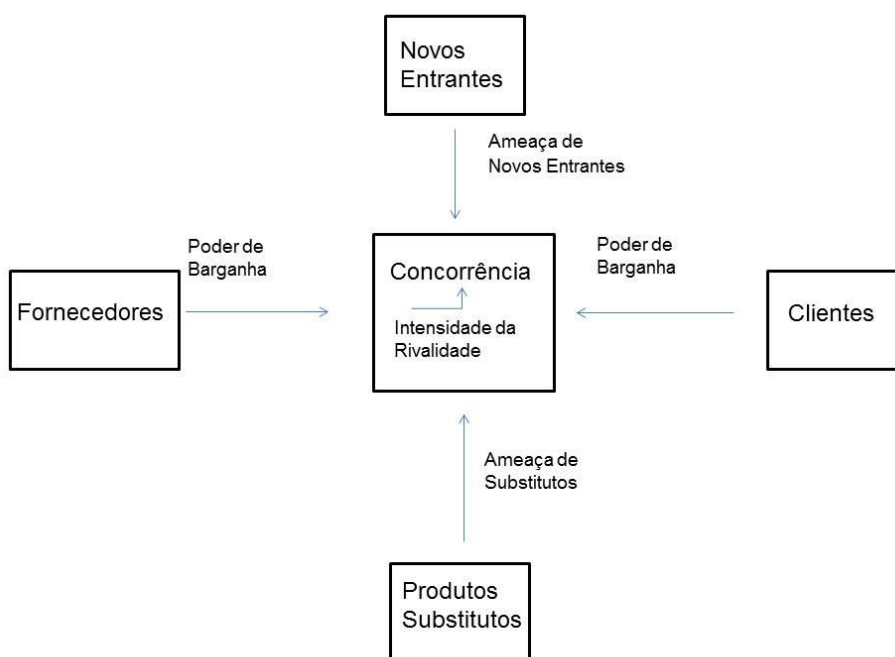 Novos
Entrantes
Ameaça de
Novos Entrantes
Poder de
Barganha
Fornecedores
Concorrência
Intensidade da
Rivalidade
Poder de
Barganha
Clientes
Ameaça de
Substitutos
Produtos
Substitutos